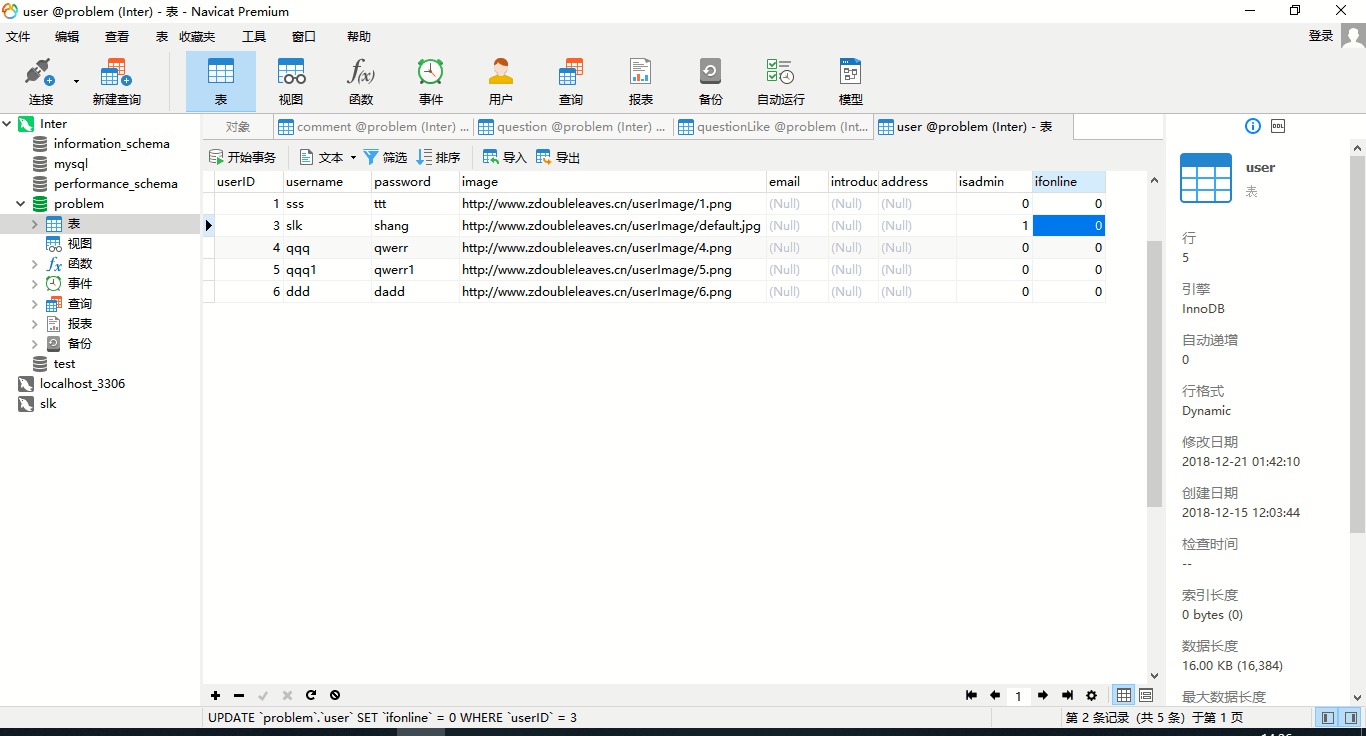 user @problem (Inter) - 表 - Navicat Premium
文件 编辑 查看 表 收藏夹 工具 窗口 帮助 登录
连接 新建查询 表 视图 函数 事件 用户 查询 报表 备份 自动运行 模型
Inter
information_schema
mysql
performance_schema
problem
表
视图
函数
事件
查询
报表
备份
test
localhost_3306
slk
对象 comment @problem (Inter) ... question @problem (Inter) ... questionLike @problem (Int... user @problem (Inter) - 表
开始事务 文本 筛选 排序 导入 导出
userID username password image email introduc address isadmin ifonline
1 sss ttt http://www.zdoubleleaves.cn/userImage/1.png (Null) (Null) (Null) 0 0
3 slk shang http://www.zdoubleleaves.cn/userImage/default.jpg (Null) (Null) (Null) 1 0
4 qqq qwerr http://www.zdoubleleaves.cn/userImage/4.png (Null) (Null) (Null) 0 0
5 qqq1 qwerr1 http://www.zdoubleleaves.cn/userImage/5.png (Null) (Null) (Null) 0 0
6 ddd dadd http://www.zdoubleleaves.cn/userImage/6.png (Null) (Null) (Null) 0 0
DDL
user
表
行
5
引擎
InnoDB
自动递增
0
行格式
Dynamic
修改日期
2018-12-21 01:42:10
创建日期
2018-12-15 12:03:44
检查时间
--
索引长度
0 bytes (0)
数据长度
16.00 KB (16,384)
最大数据长度
1
UPDATE `problem`.`user` SET `ifonline` = 0 WHERE `userID` = 3
第 2 条记录 (共 5 条) 于第 1 页